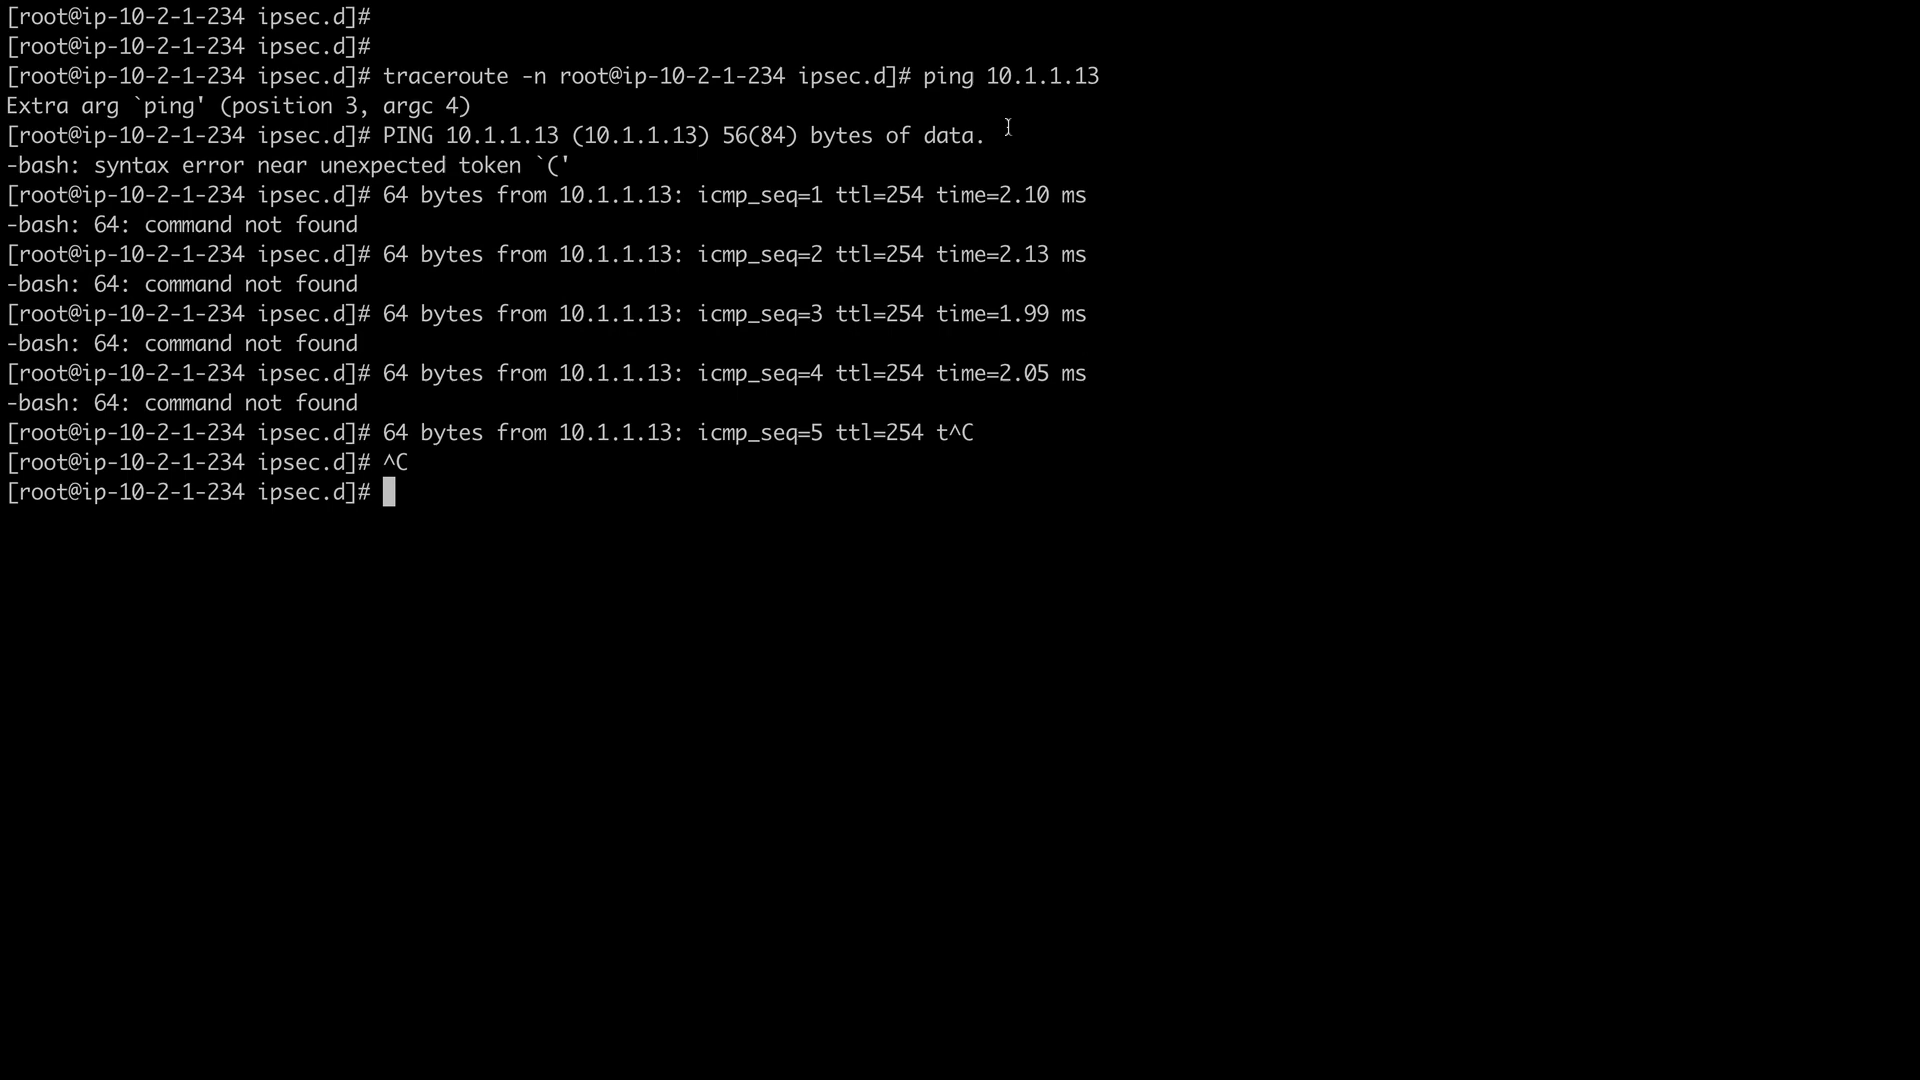 [root@ip-10-2-1-234 ipsec.d]#
[root@ip-10-2-1-234 ipsec.d]#
[root@ip-10-2-1-234 ipsec.d]# traceroute -n root@ip-10-2-1-234 ipsec.d]# ping 10.1.1.13
Extra arg `ping' (position 3, argc 4)
[root@ip-10-2-1-234 ipsec.d]# PING 10.1.1.13 (10.1.1.13) 56(84) bytes of data.
-bash: syntax error near unexpected token `('
[root@ip-10-2-1-234 ipsec.d]# 64 bytes from 10.1.1.13: icmp_seq=1 ttl=254 time=2.10 ms
-bash: 64: command not found
[root@ip-10-2-1-234 ipsec.d]# 64 bytes from 10.1.1.13: icmp_seq=2 ttl=254 time=2.13 ms
-bash: 64: command not found
[root@ip-10-2-1-234 ipsec.d]# 64 bytes from 10.1.1.13: icmp_seq=3 ttl=254 time=1.99 ms
-bash: 64: command not found
[root@ip-10-2-1-234 ipsec.d]# 64 bytes from 10.1.1.13: icmp_seq=4 ttl=254 time=2.05 ms
-bash: 64: command not found
[root@ip-10-2-1-234 ipsec.d]# 64 bytes from 10.1.1.13: icmp_seq=5 ttl=254 t^C
[root@ip-10-2-1-234 ipsec.d]# ^C
[root@ip-10-2-1-234 ipsec.d]#